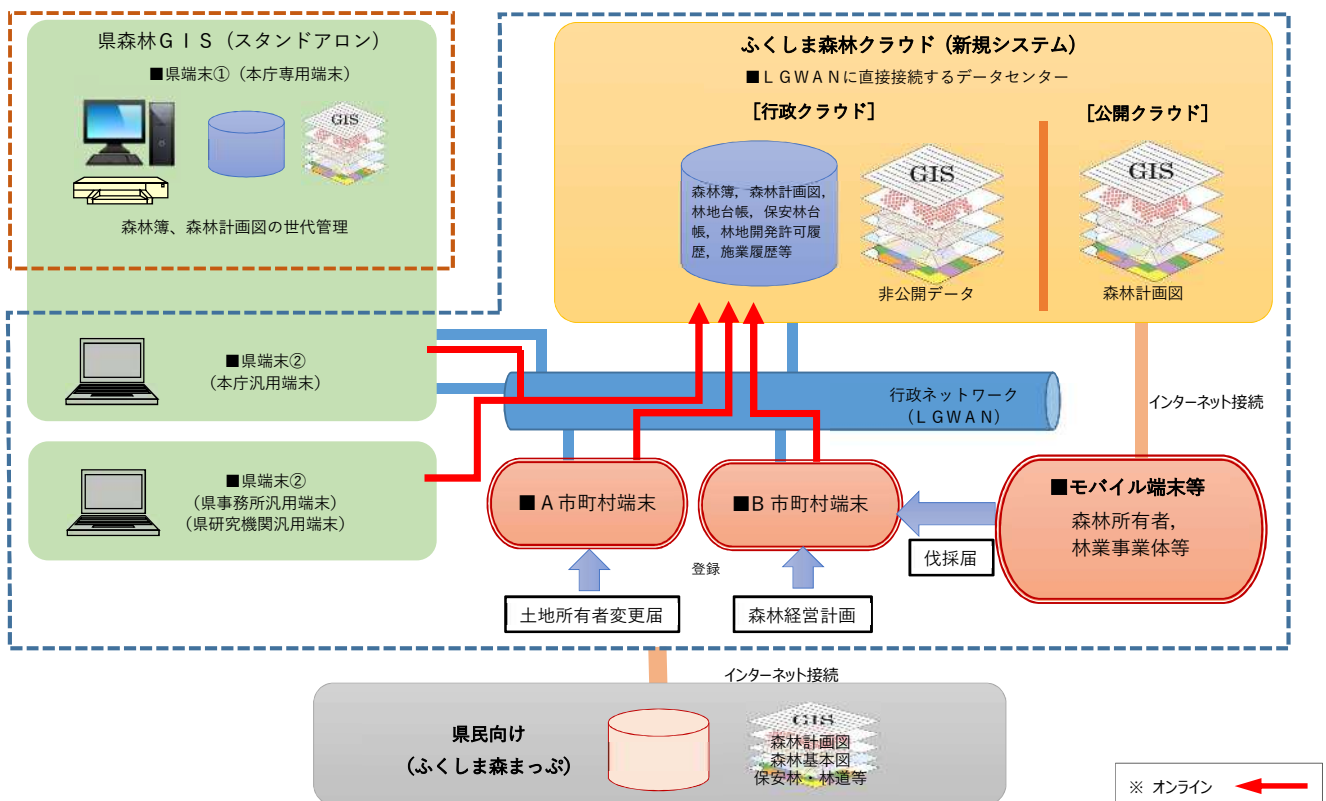 県森林GIS(スタンドアロン)
■県端末①(本庁専用端末)
GIS
森林簿、森林計画図の世代管理
ふくしま森林クラウド(新規システム)
■LGWANに直接接続するデータセンター
[行政クラウド]
[公開クラウド]
森林簿，森林計画図，
林地台帳，保安林台
帳，林地開発許可履
歴，施業履歴等
GIS
非公開データ
GIS
森林計画図
■県端末②
(本庁汎用端末)
行政ネットワーク
(LGWAN)
インターネット接続
■県端末②
(県事務所汎用端末)
(県研究機関汎用端末)
■A市町村端末
■B市町村端末
■モバイル端末等
森林所有者，
林業事業体等
伐採届
登録
土地所有者変更届
森林経営計画
インターネット接続
県民向け
(ふくしま森まっぷ)
GIS
森林計画図
森林基本図
保安林・林道等
※ オンライン